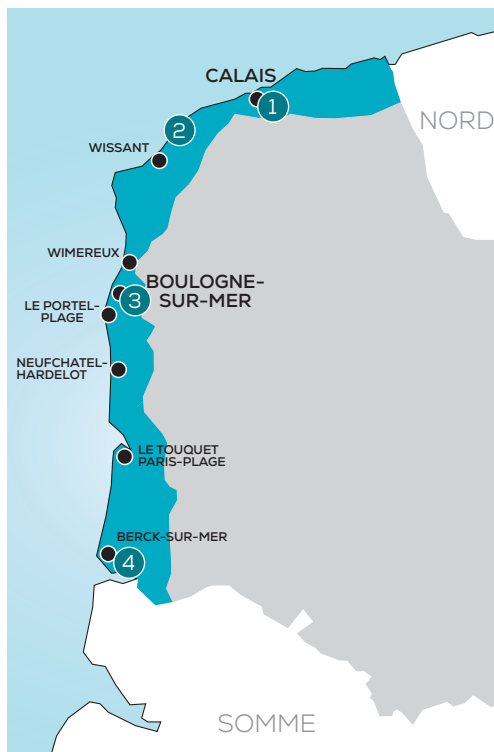 CALAIS
1
NORD
2
WISSANT
WIMEREUX
BOULOGNE-
SUR-MER
3
LE PORTEL-
PLAGE
NEUFCHATEL-
HARDELOT
LE TOUQUET
PARIS-PLAGE
BERCK-SUR-MER
4
SOMME